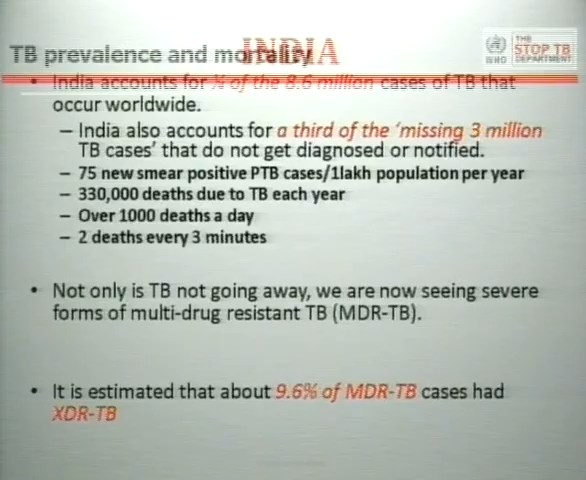 TB prevalence and mortality
INDIA
WHO
THE
STOP TB
DEPARTMENT
• India accounts for ¼ of the 8.6 million cases of TB that
occur worldwide.
– India also accounts for a third of the ‘missing 3 million
TB cases’ that do not get diagnosed or notified.
– 75 new smear positive PTB cases/1lakh population per year
– 330,000 deaths due to TB each year
– Over 1000 deaths a day
– 2 deaths every 3 minutes
• Not only is TB not going away, we are now seeing severe
forms of multi-drug resistant TB (MDR-TB).
• It is estimated that about 9.6% of MDR-TB cases had
XDR-TB